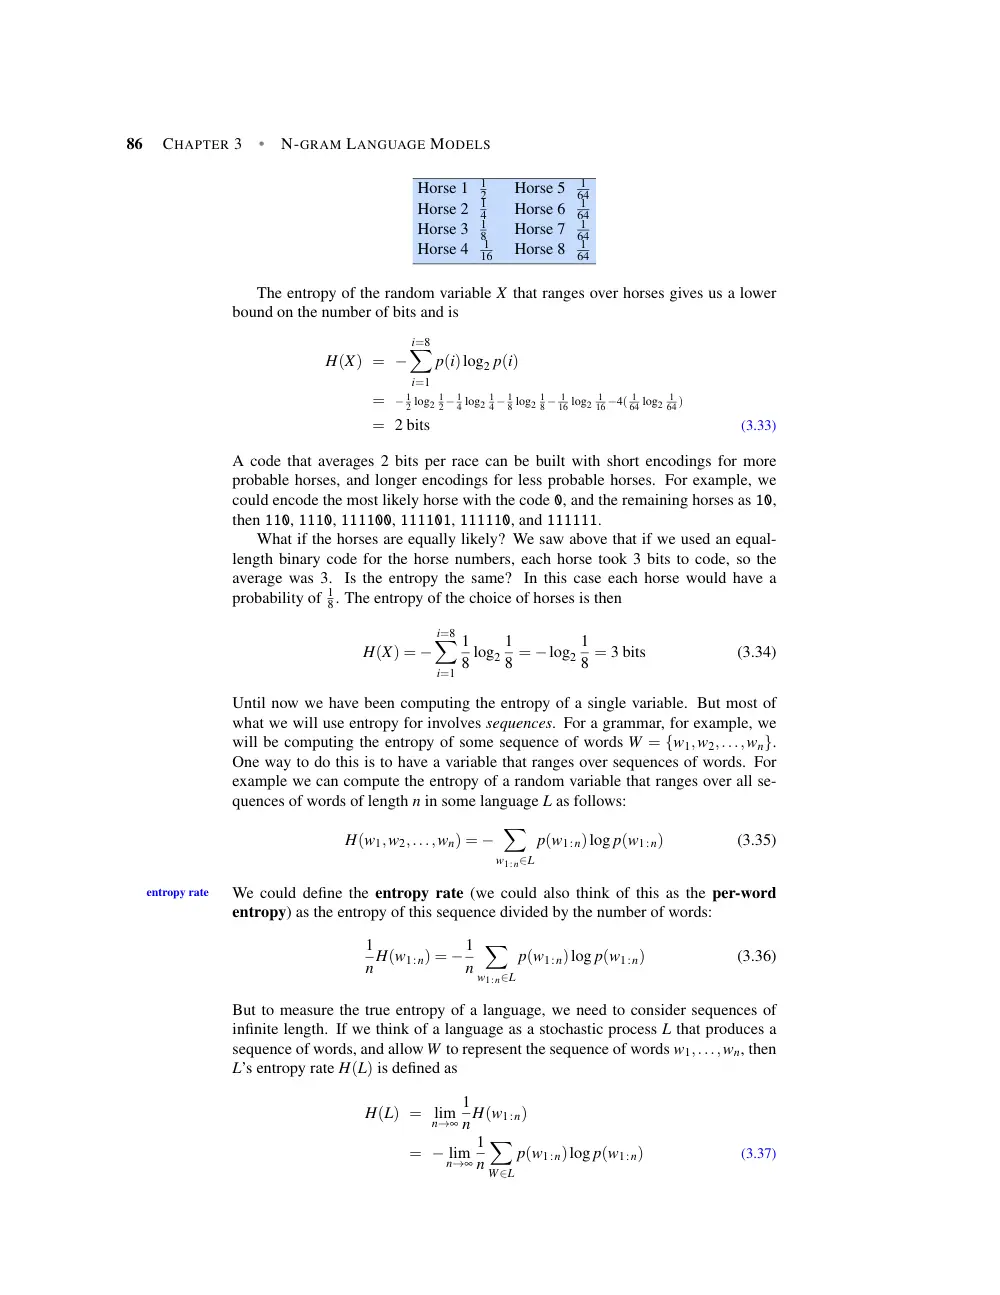 86 CHAPTER 3 • N-GRAM LANGUAGE MODELS
Horse 1 1/2 Horse 5 1/64
Horse 2 1/4 Horse 6 1/64
Horse 3 1/8 Horse 7 1/64
Horse 4 1/16 Horse 8 1/64
The entropy of the random variable X that ranges over horses gives us a lower
bound on the number of bits and is
H(X) = −∑_{i=1}^{i=8} p(i) log₂ p(i)
= −1/2 log₂ 1/2 − 1/4 log₂ 1/4 − 1/8 log₂ 1/8 − 1/16 log₂ 1/16 − 4(1/64 log₂ 1/64)
= 2 bits (3.33)
A code that averages 2 bits per race can be built with short encodings for more
probable horses, and longer encodings for less probable horses. For example, we
could encode the most likely horse with the code 0, and the remaining horses as 10,
then 110, 1110, 111100, 111101, 111110, and 111111.
What if the horses are equally likely? We saw above that if we used an equal-
length binary code for the horse numbers, each horse took 3 bits to code, so the
average was 3. Is the entropy the same? In this case each horse would have a
probability of 1/8. The entropy of the choice of horses is then
H(X) = −∑_{i=1}^{i=8} 1/8 log₂ 1/8 = −log₂ 1/8 = 3 bits (3.34)
Until now we have been computing the entropy of a single variable. But most of
what we will use entropy for involves sequences. For a grammar, for example, we
will be computing the entropy of some sequence of words W = {w₁, w₂, ..., wₙ}.
One way to do this is to have a variable that ranges over sequences of words. For
example we can compute the entropy of a random variable that ranges over all se-
quences of words of length n in some language L as follows:
H(w₁, w₂, ..., wₙ) = −∑_{w₁:ₙ∈L} p(w₁:ₙ) log p(w₁:ₙ) (3.35)
entropy rate We could define the entropy rate (we could also think of this as the per-word
entropy) as the entropy of this sequence divided by the number of words:
1/n H(w₁:ₙ) = −1/n ∑_{w₁:ₙ∈L} p(w₁:ₙ) log p(w₁:ₙ) (3.36)
But to measure the true entropy of a language, we need to consider sequences of
infinite length. If we think of a language as a stochastic process L that produces a
sequence of words, and allow W to represent the sequence of words w₁, ..., wₙ, then
L's entropy rate H(L) is defined as
H(L) = lim_{n→∞} 1/n H(w₁:ₙ)
= −lim_{n→∞} 1/n ∑_{W∈L} p(w₁:ₙ) log p(w₁:ₙ) (3.37)